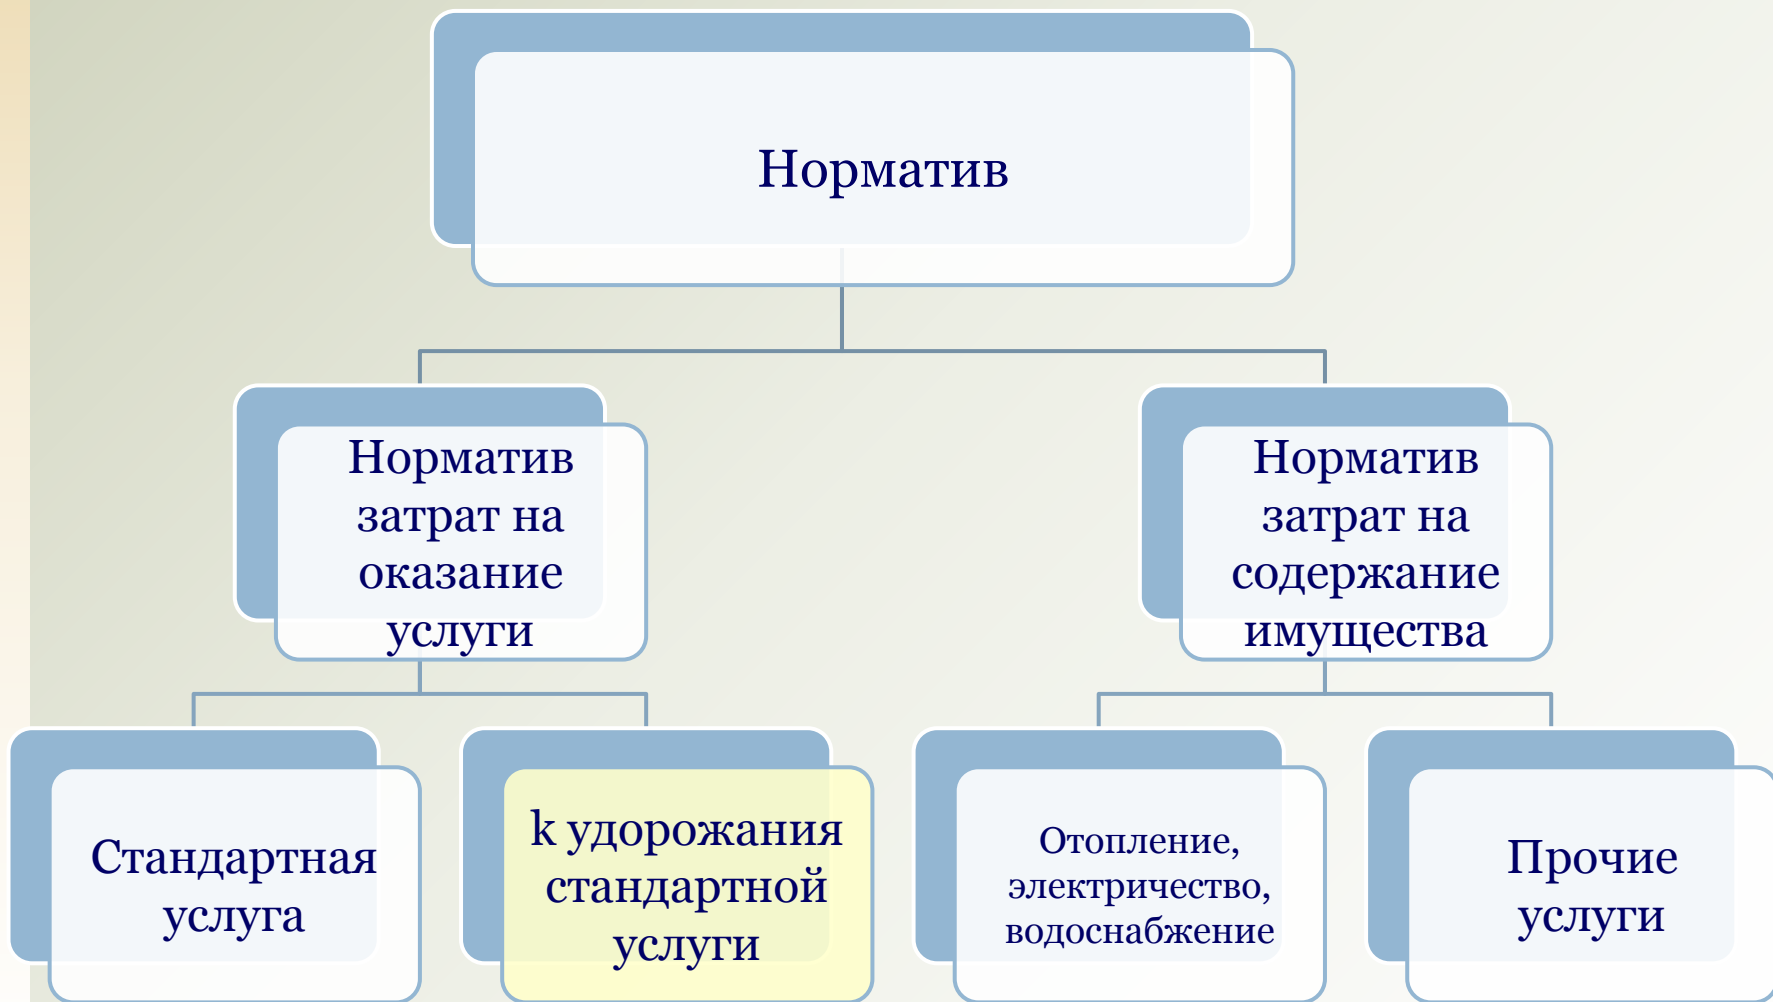 Норматив
Норматив
затрат на
оказание
услуги
Норматив
затрат на
содержание
имущества
Стандартная
услуга
k удорожания
стандартной
услуги
Отопление,
электричество,
водоснабжение
Прочие
услуги